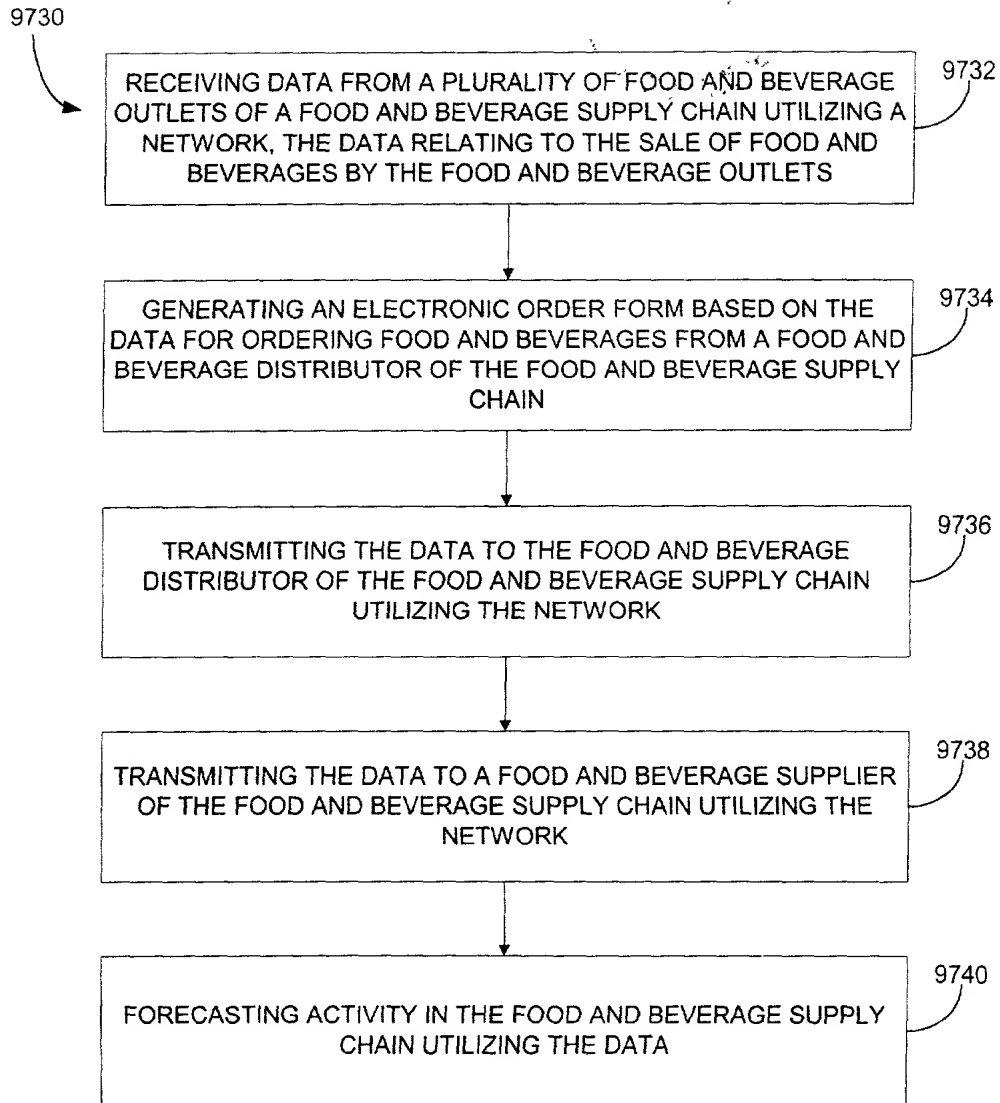 9730
RECEIVING DATA FROM A PLURALITY OF FOOD AND BEVERAGE
OUTLETS OF A FOOD AND BEVERAGE SUPPLY CHAIN UTILIZING A
NETWORK, THE DATA RELATING TO THE SALE OF FOOD AND
BEVERAGES BY THE FOOD AND BEVERAGE OUTLETS
9732
GENERATING AN ELECTRONIC ORDER FORM BASED ON THE
DATA FOR ORDERING FOOD AND BEVERAGES FROM A FOOD AND
BEVERAGE DISTRIBUTOR OF THE FOOD AND BEVERAGE SUPPLY
CHAIN
9734
TRANSMITTING THE DATA TO THE FOOD AND BEVERAGE
DISTRIBUTOR OF THE FOOD AND BEVERAGE SUPPLY CHAIN
UTILIZING THE NETWORK
9736
TRANSMITTING THE DATA TO A FOOD AND BEVERAGE SUPPLIER
OF THE FOOD AND BEVERAGE SUPPLY CHAIN UTILIZING THE
NETWORK
9738
FORECASTING ACTIVITY IN THE FOOD AND BEVERAGE SUPPLY
CHAIN UTILIZING THE DATA
9740